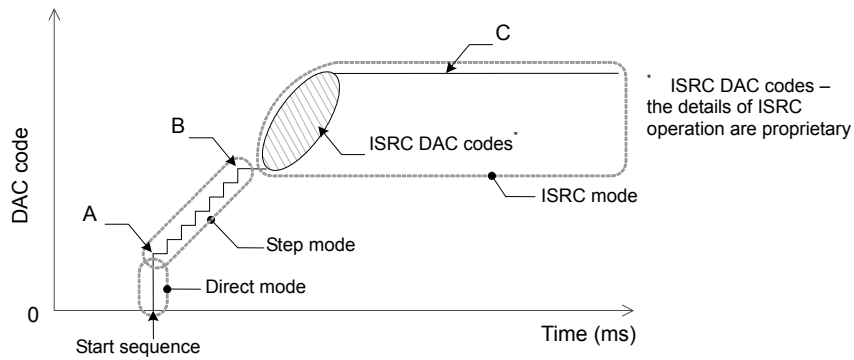 C
* ISRC DAC codes –
the details of ISRC
operation are proprietary
B
ISRC DAC codes*
DAC code
ISRC mode
A
Step mode
Direct mode
0
Time (ms)
Start sequence